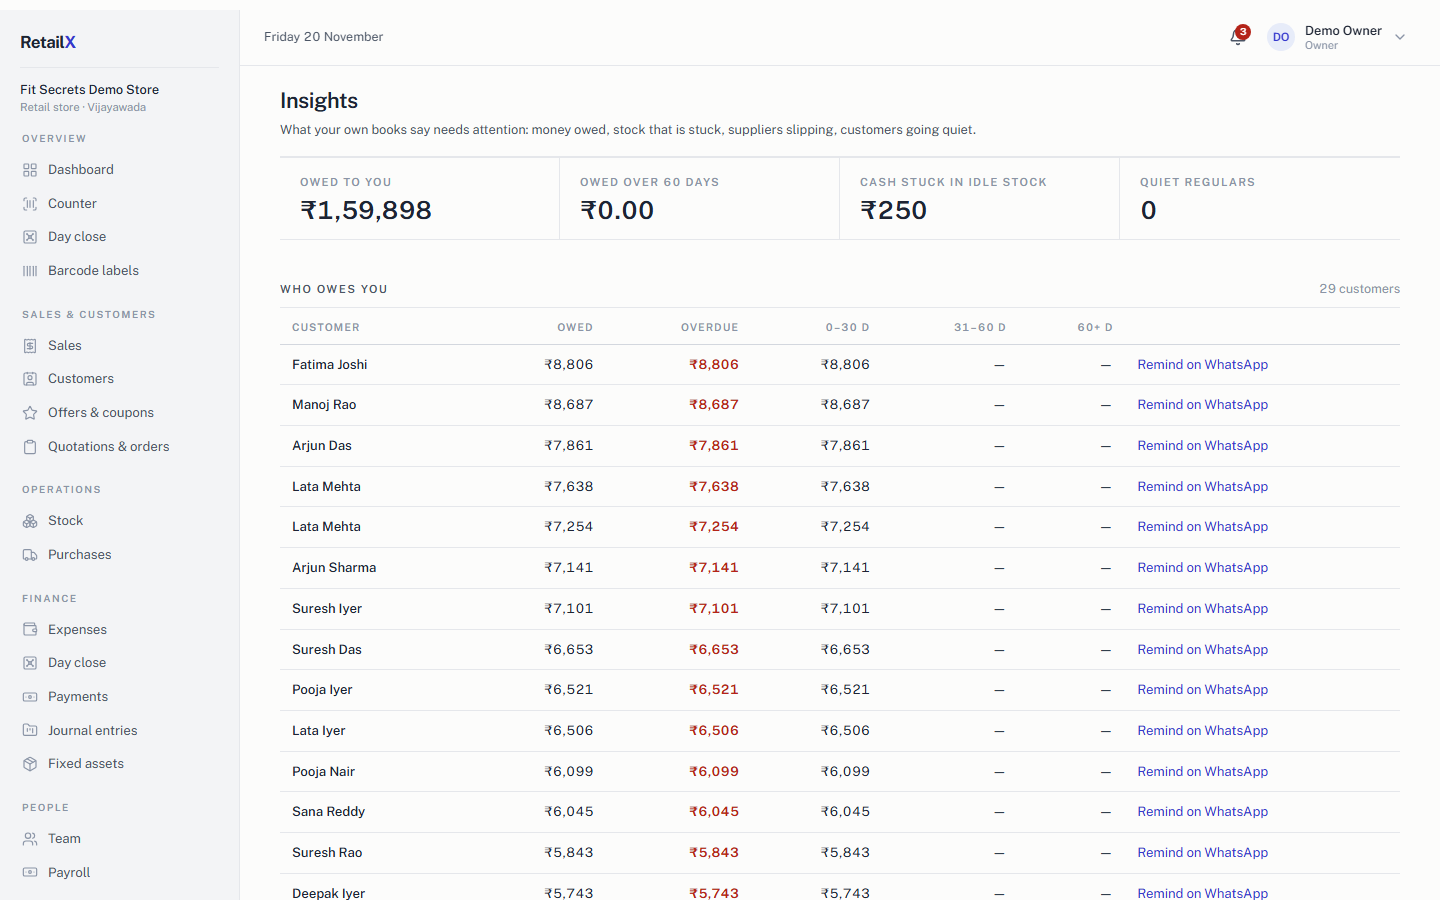 RetailX
Fit Secrets Demo Store
Retail store · Vijayawada
OVERVIEW
Dashboard
Counter
Day close
Barcode labels
SALES & CUSTOMERS
Sales
Customers
Offers & coupons
Quotations & orders
OPERATIONS
Stock
Purchases
FINANCE
Expenses
Day close
Payments
Journal entries
Fixed assets
PEOPLE
Team
Payroll
Friday 20 November
3
DO
Demo Owner
Owner
Insights
What your own books say needs attention: money owed, stock that is stuck, suppliers slipping, customers going quiet.
OWED TO YOU
₹1,59,898
OWED OVER 60 DAYS
₹0.00
CASH STUCK IN IDLE STOCK
₹250
QUIET REGULARS
0
WHO OWES YOU 29 customers
CUSTOMER OWED OVERDUE 0–30 D 31–60 D 60+ D
Fatima Joshi ₹8,806 ₹8,806 ₹8,806 — — Remind on WhatsApp
Manoj Rao ₹8,687 ₹8,687 ₹8,687 — — Remind on WhatsApp
Arjun Das ₹7,861 ₹7,861 ₹7,861 — — Remind on WhatsApp
Lata Mehta ₹7,638 ₹7,638 ₹7,638 — — Remind on WhatsApp
Lata Mehta ₹7,254 ₹7,254 ₹7,254 — — Remind on WhatsApp
Arjun Sharma ₹7,141 ₹7,141 ₹7,141 — — Remind on WhatsApp
Suresh Iyer ₹7,101 ₹7,101 ₹7,101 — — Remind on WhatsApp
Suresh Das ₹6,653 ₹6,653 ₹6,653 — — Remind on WhatsApp
Pooja Iyer ₹6,521 ₹6,521 ₹6,521 — — Remind on WhatsApp
Lata Iyer ₹6,506 ₹6,506 ₹6,506 — — Remind on WhatsApp
Pooja Nair ₹6,099 ₹6,099 ₹6,099 — — Remind on WhatsApp
Sana Reddy ₹6,045 ₹6,045 ₹6,045 — — Remind on WhatsApp
Suresh Rao ₹5,843 ₹5,843 ₹5,843 — — Remind on WhatsApp
Deepak Iyer ₹5,743 ₹5,743 ₹5,743 — — Remind on WhatsApp